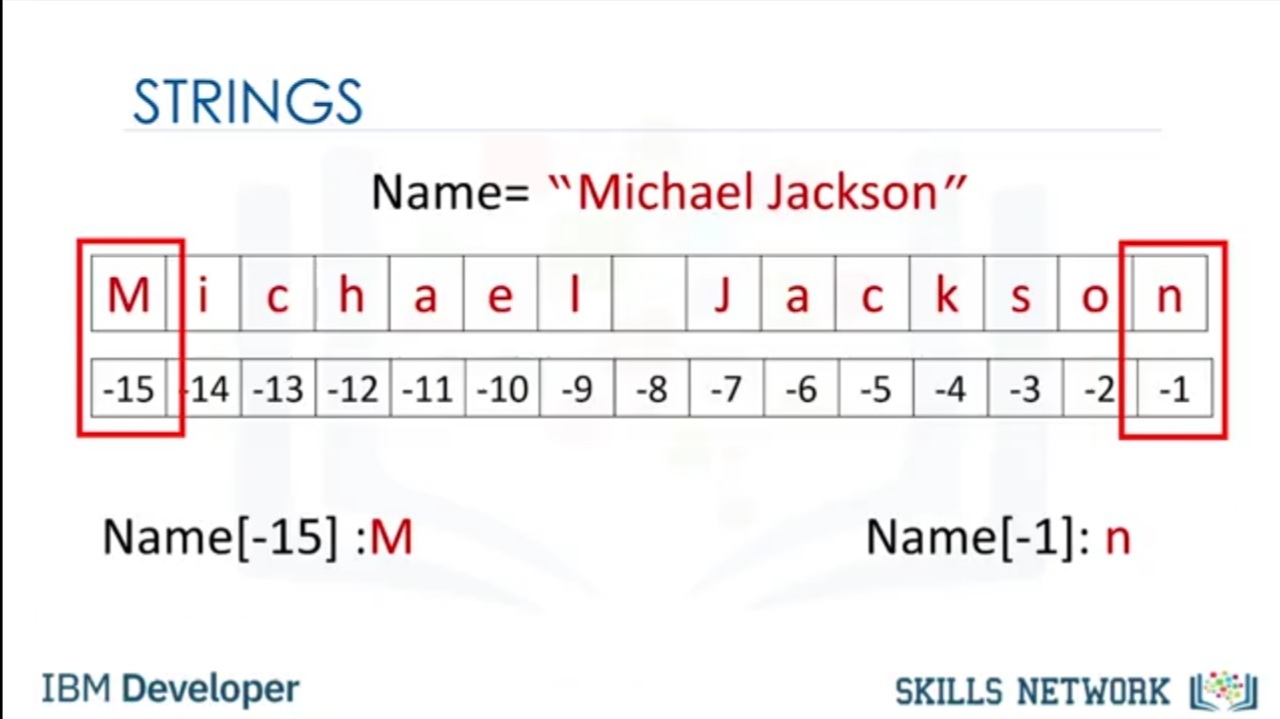 STRINGS
Name= “Michael Jackson”
M i c h a e l J a c k s o n
-15 -14 -13 -12 -11 -10 -9 -8 -7 -6 -5 -4 -3 -2 -1
Name[-15] :M Name[-1]: n
IBM Developer SKILLS NETWORK